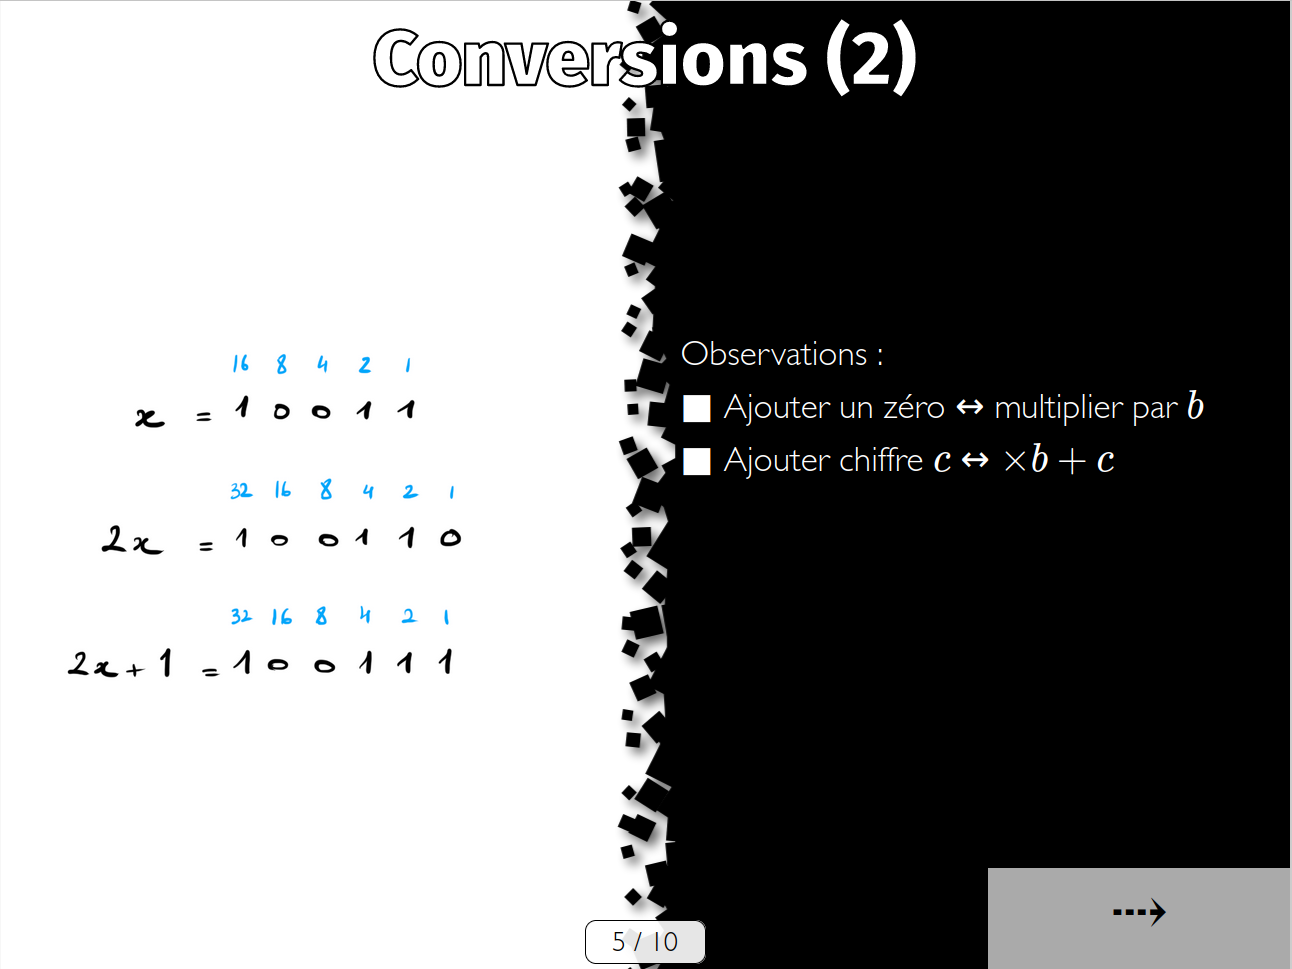 Conversions (2)
16 8 4 2 1
x = 1 0 0 1 1
32 16 8 4 2 1
2x = 1 0 0 1 1 0
32 16 8 4 2 1
2x + 1 = 1 0 0 1 1 1
Observations :
Ajouter un zéro ↔ multiplier par b
Ajouter chiffre c ↔ ×b + c
5 / 10